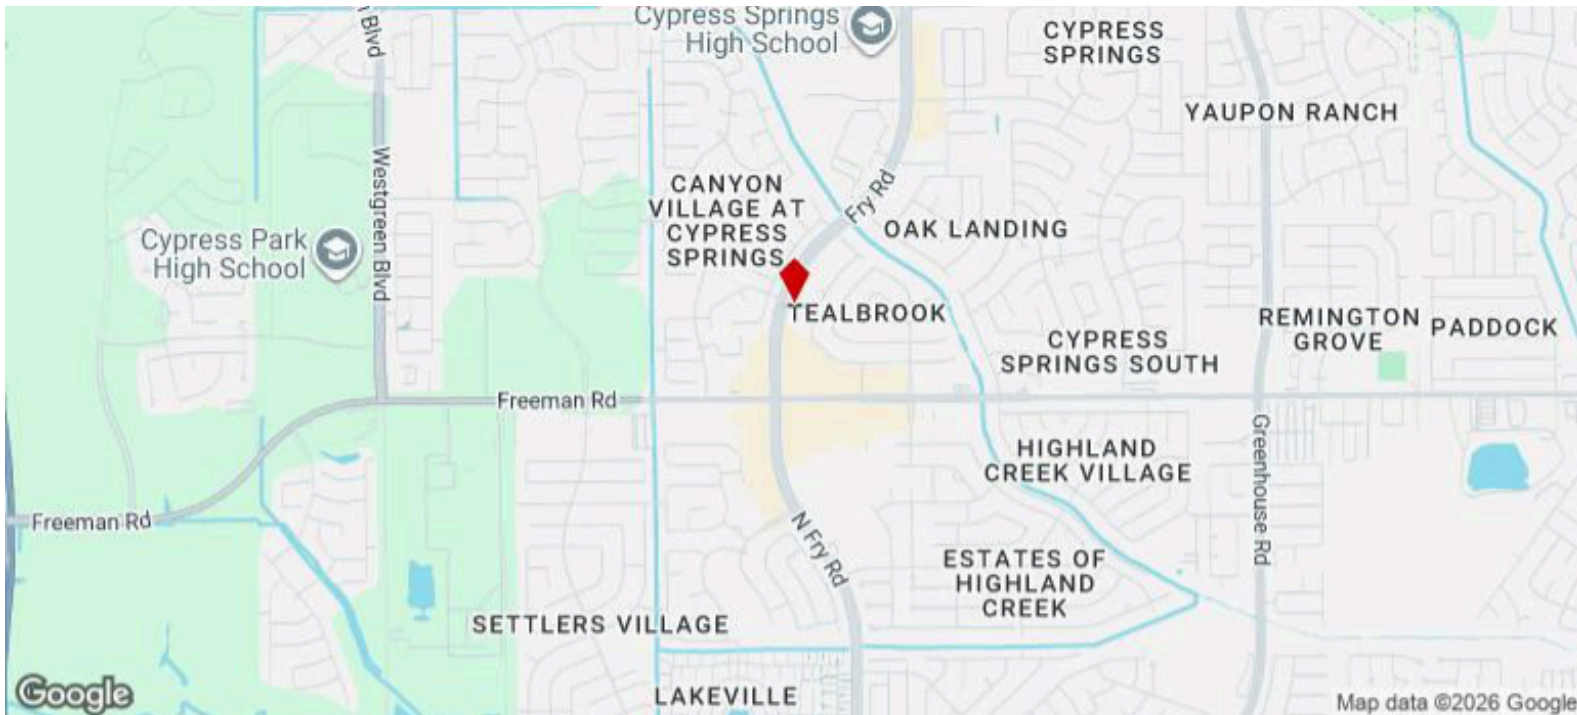 Blvd
Cypress Springs
High School
CYPRESS
SPRINGS
YAUPON RANCH
Westgreen Blvd
CANYON
VILLAGE AT
CYPRESS
SPRINGS
Fry Rd
OAK LANDING
Cypress Park
High School
TEALBROOK
CYPRESS
SPRINGS SOUTH
REMINGTON
GROVE
PADDOCK
Freeman Rd
HIGHLAND
CREEK VILLAGE
Greenhouse Rd
Freeman Rd
N Fry Rd
ESTATES OF
HIGHLAND
CREEK
SETTLERS VILLAGE
LAKEVILLE
Google
Map data ©2026 Google